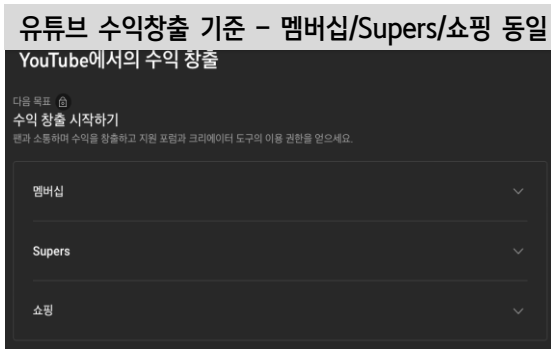 유튜브 수익창출 기준 - 멤버십/Supers/쇼핑 동일
YouTube에서의 수익 창출
다음 목표
수익 창출 시작하기
팬과 소통하며 수익을 창출하고 지원 포럼과 크리에이터 도구의 이용 권한을 얻으세요.
멤버십
Supers
쇼핑